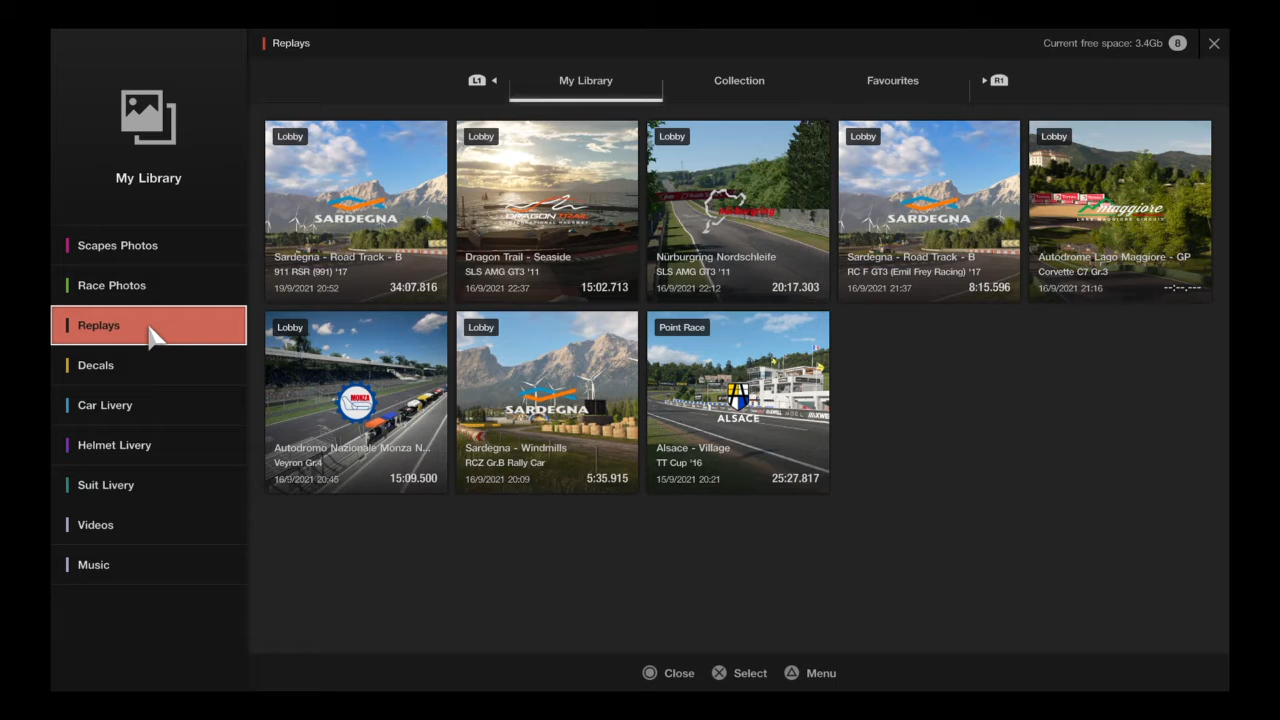 My Library
Scapes Photos
Race Photos
Replays
Decals
Car Livery
Helmet Livery
Suit Livery
Videos
Music
Replays
Current free space: 3.4Gb 8
L1 My Library Collection Favourites R1
Lobby
SARDEGNA
Sardegna - Road Track - B
911 RSR (991) '17
19/9/2021 20:52 34:07.816
Lobby
DRAGON TRAIL
Dragon Trail - Seaside
SLS AMG GT3 '11
16/9/2021 22:37 15:02.713
Lobby
Nürburgring Nordschleife
SLS AMG GT3 '11
16/9/2021 22:12 20:17.303
Lobby
SARDEGNA
Sardegna - Road Track - B
RC F GT3 (Emil Frey Racing) '17
16/9/2021 21:37 8:15.596
Lobby
Maggiore
LAKE MAGGIORE CIRCUIT
Autodrome Lago Maggiore - GP
Corvette C7 Gr.3
16/9/2021 21:16 --:--.---
Lobby
MONZA
Autodromo Nazionale Monza N...
Veyron Gr.4
16/9/2021 20:45 15:09.500
Lobby
SARDEGNA
Sardegna - Windmills
RCZ Gr.B Rally Car
16/9/2021 20:09 5:35.915
Point Race
ALSACE
Alsace - Village
TT Cup '16
15/9/2021 20:21 25:27.817
Close Select Menu